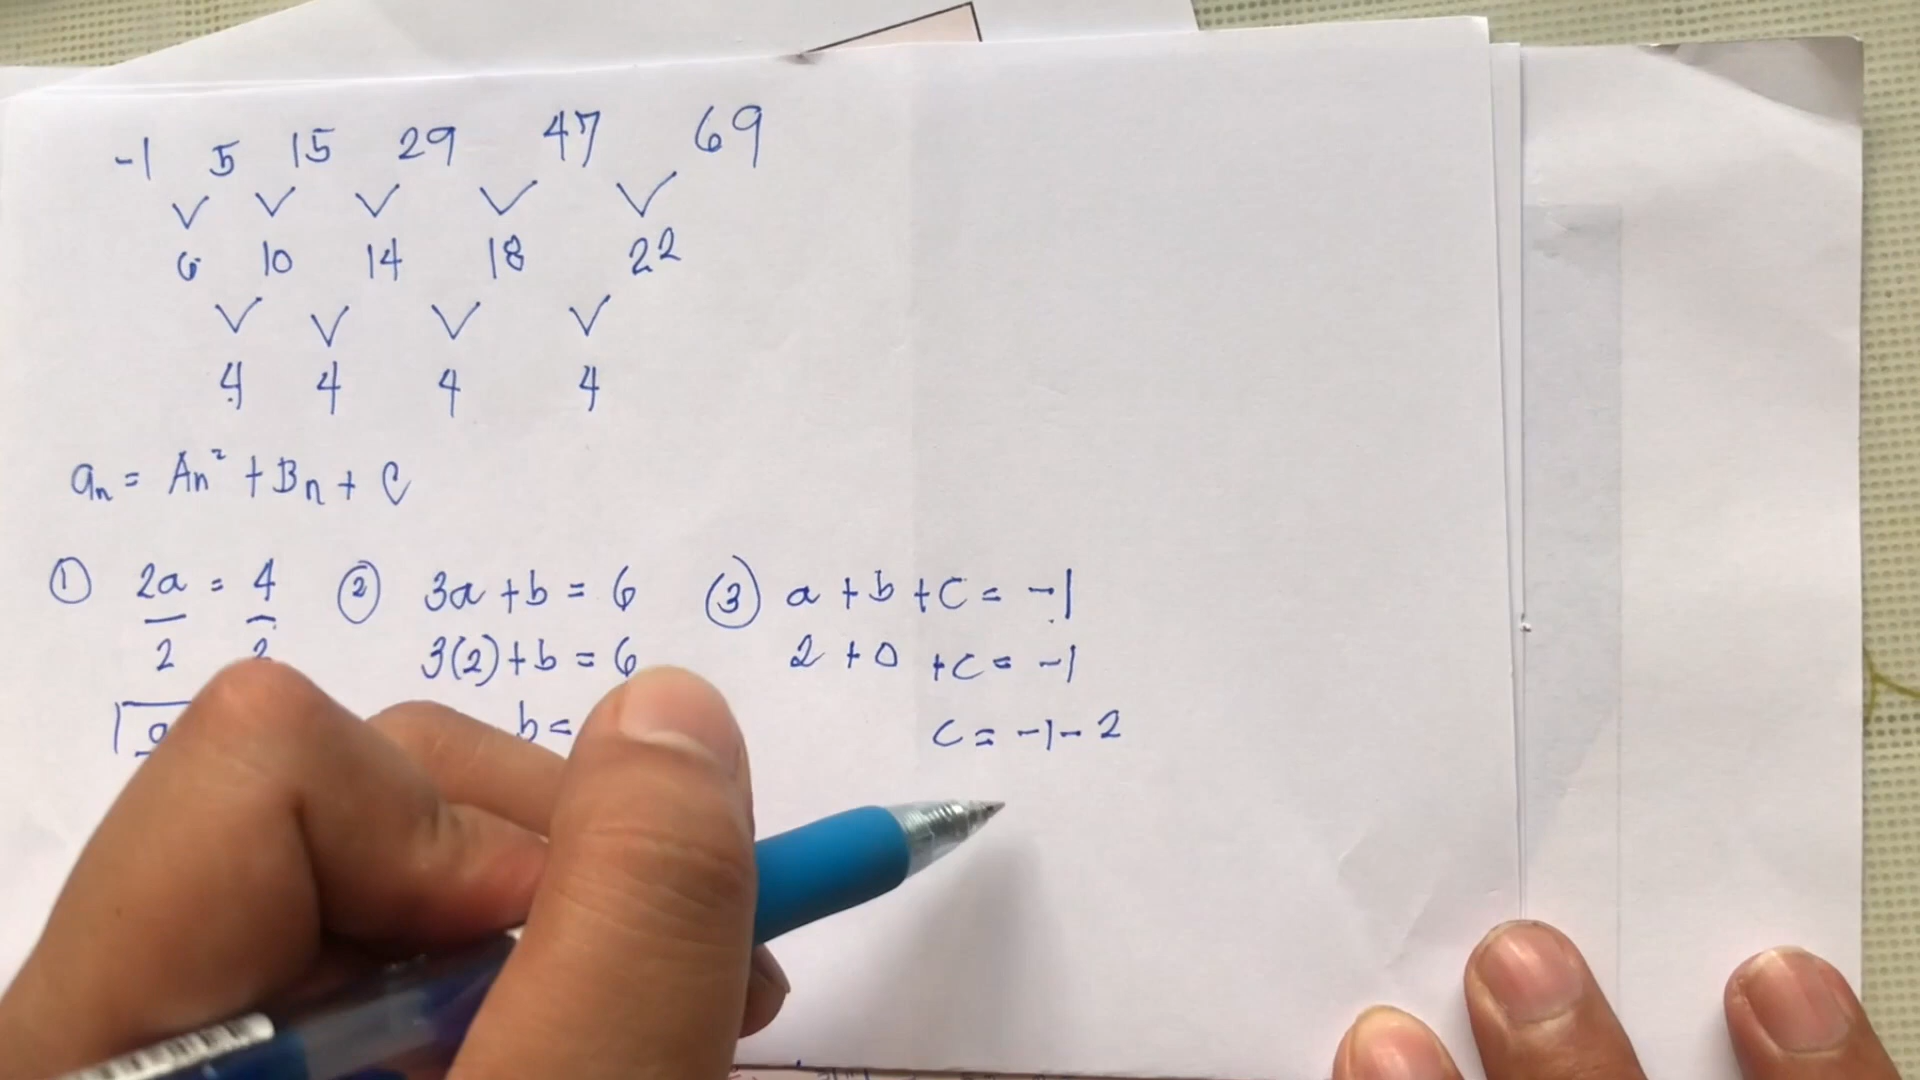 -1 5 15 29 47 69
6 10 14 18 22
4 4 4 4
an = An² + Bn + C
① 2a = 4 ② 3a + b = 6 ③ a + b + c = -1
2 2 3(2) + b = 6 2 + 0 + c = -1
b = c = -1 - 2